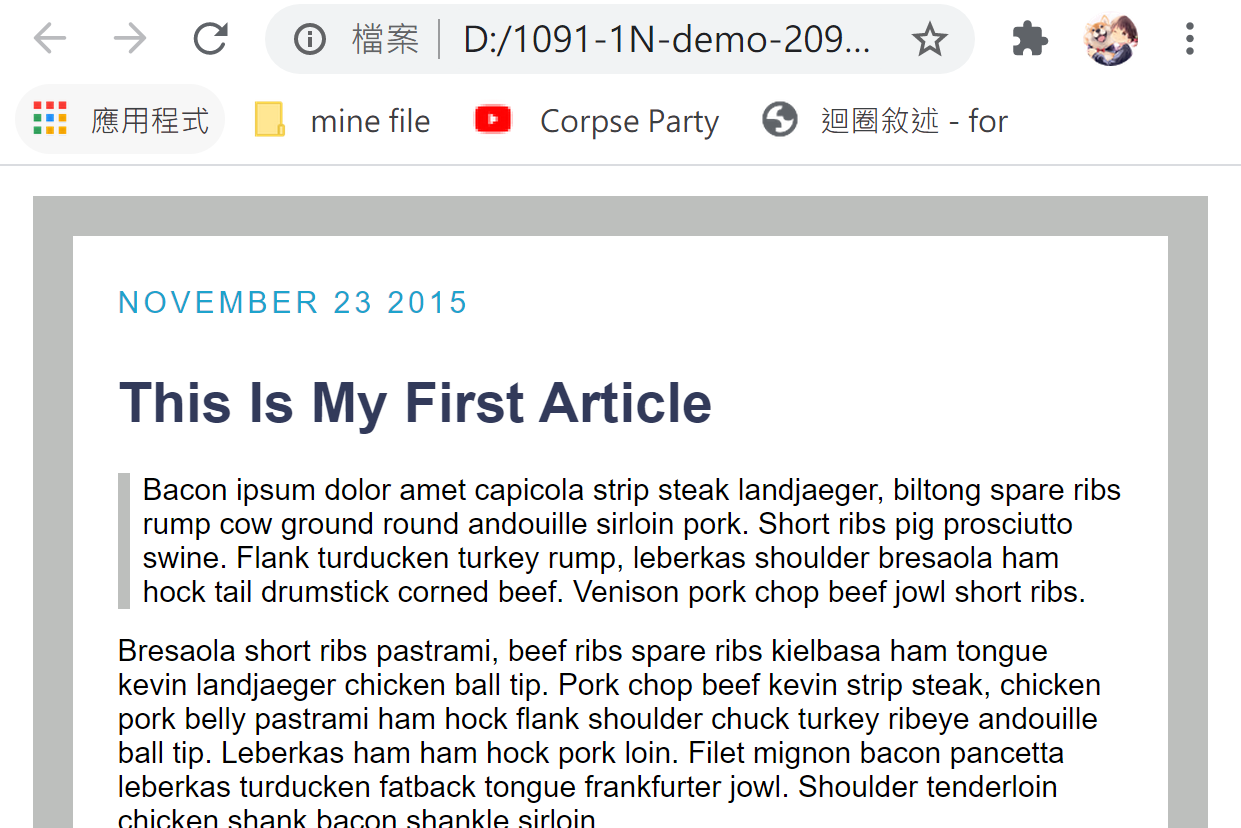 檔案 D:/1091-1N-demo-209...
應用程式 mine file Corpse Party 迴圈敘述 - for
NOVEMBER 23 2015
This Is My First Article
Bacon ipsum dolor amet capicola strip steak landjaeger, biltong spare ribs
rump cow ground round andouille sirloin pork. Short ribs pig prosciutto
swine. Flank turducken turkey rump, leberkas shoulder bresaola ham
hock tail drumstick corned beef. Venison pork chop beef jowl short ribs.
Bresaola short ribs pastrami, beef ribs spare ribs kielbasa ham tongue
kevin landjaeger chicken ball tip. Pork chop beef kevin strip steak, chicken
pork belly pastrami ham hock flank shoulder chuck turkey ribeye andouille
ball tip. Leberkas ham ham hock pork loin. Filet mignon bacon pancetta
leberkas turducken fatback tongue frankfurter jowl. Shoulder tenderloin
chicken shank bacon shankle sirloin